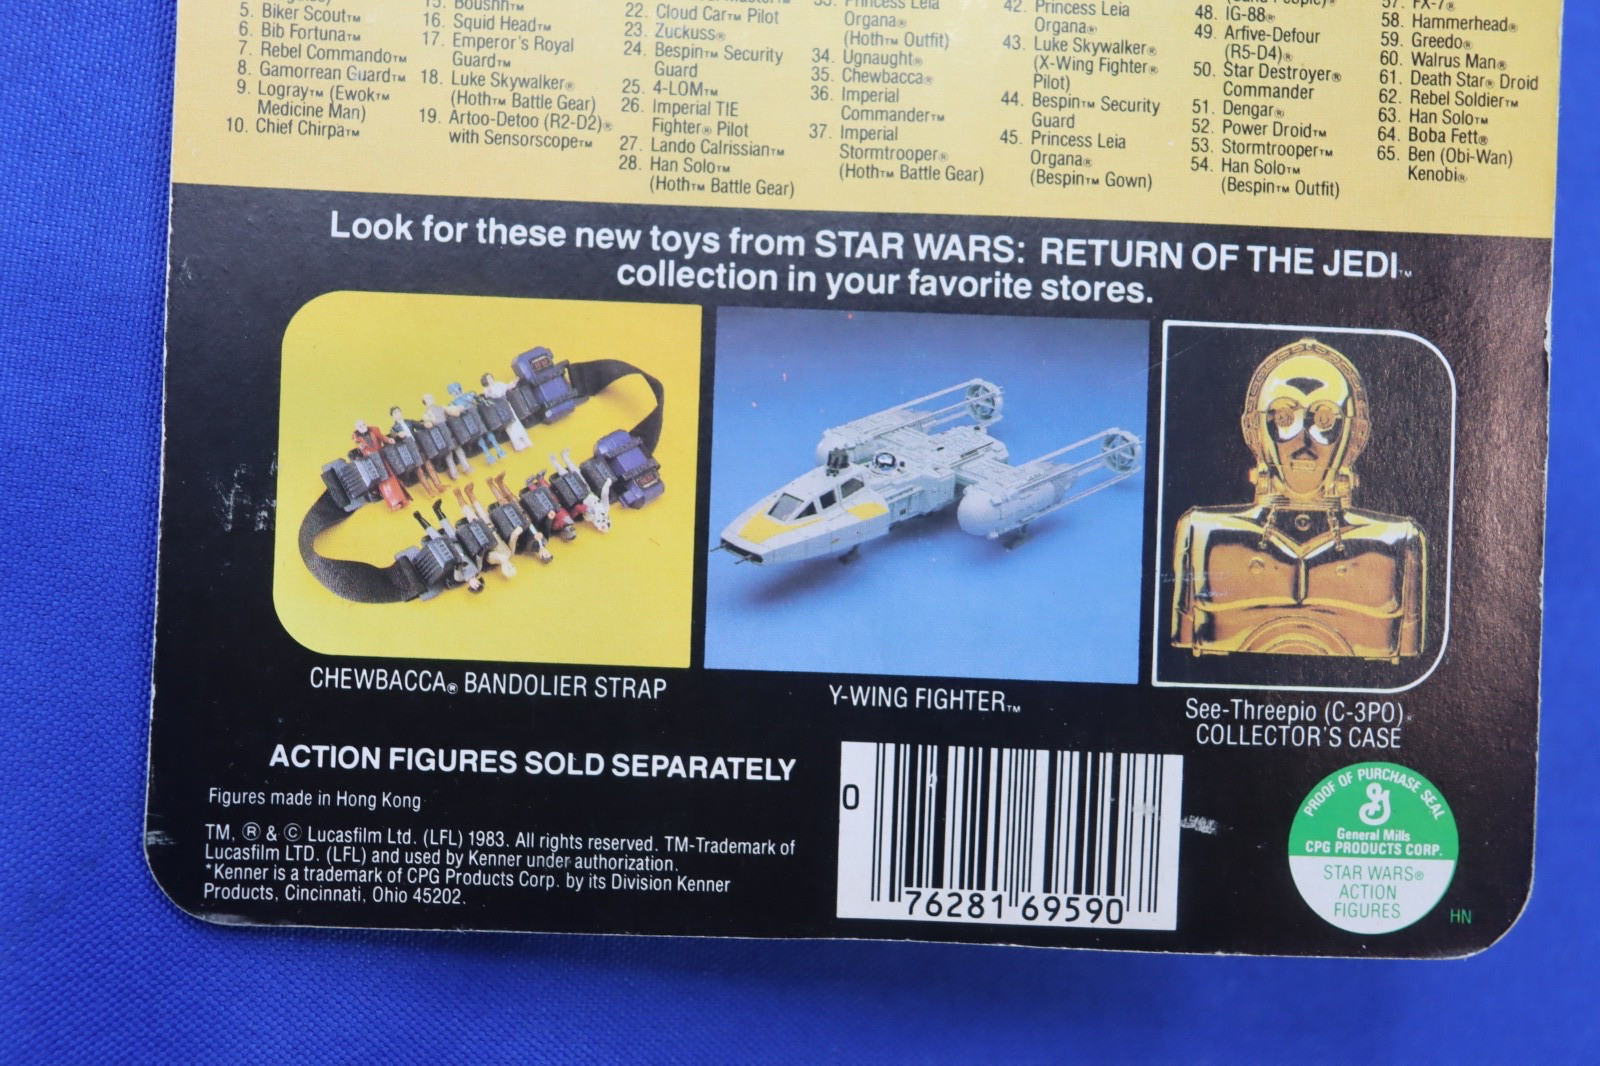 5. Biker Scout™
6. Bib Fortuna™
7. Rebel Commando™
8. Gamorrean Guard™
9. Logray™ (Ewok™
Medicine Man)
10. Chief Chirpa™
15. Boushh™
16. Squid Head™
17. Emperor's Royal
Guard™
18. Luke Skywalker®
(Hoth™ Battle Gear)
19. Artoo-Detoo (R2-D2)®
with Sensorscope™
22. Cloud Car™ Pilot
23. Zuckuss®
24. Bespin™ Security
Guard
25. 4-LOM™
26. Imperial TIE
Fighter® Pilot
27. Lando Calrissian™
28. Han Solo™
(Hoth™ Battle Gear)
33. Princess Leia
Organa®
(Hoth™ Outfit)
34. Ugnaught®
35. Chewbacca®
36. Imperial
Commander™
37. Imperial
Stormtrooper®
(Hoth™ Battle Gear)
42. Princess Leia
Organa®
43. Luke Skywalker®
(X-Wing Fighter®
Pilot)
44. Bespin™ Security
Guard
45. Princess Leia
Organa®
(Bespin™ Gown)
48. IG-88®
49. Arfive-Defour
(R5-D4)®
50. Star Destroyer®
Commander
51. Dengar®
52. Power Droid™
53. Stormtrooper™
54. Han Solo™
(Bespin™ Outfit)
57. FX-7®
58. Hammerhead®
59. Greedo®
60. Walrus Man®
61. Death Star® Droid
62. Rebel Soldier™
63. Han Solo™
64. Boba Fett®
65. Ben (Obi-Wan)
Kenobi®
Look for these new toys from STAR WARS: RETURN OF THE JEDI™
collection in your favorite stores.
CHEWBACCA® BANDOLIER STRAP
Y-WING FIGHTER™
See-Threepio (C-3PO)®
COLLECTOR'S CASE
ACTION FIGURES SOLD SEPARATELY
Figures made in Hong Kong
TM, ® & © Lucasfilm Ltd. (LFL) 1983. All rights reserved. TM-Trademark of
Lucasfilm LTD. (LFL) and used by Kenner under authorization.
*Kenner is a trademark of CPG Products Corp. by its Division Kenner
Products, Cincinnati, Ohio 45202.
0 76281 69590
PROOF OF PURCHASE SEAL
G
General Mills
CPG PRODUCTS CORP.
STAR WARS®
ACTION
FIGURES
HN